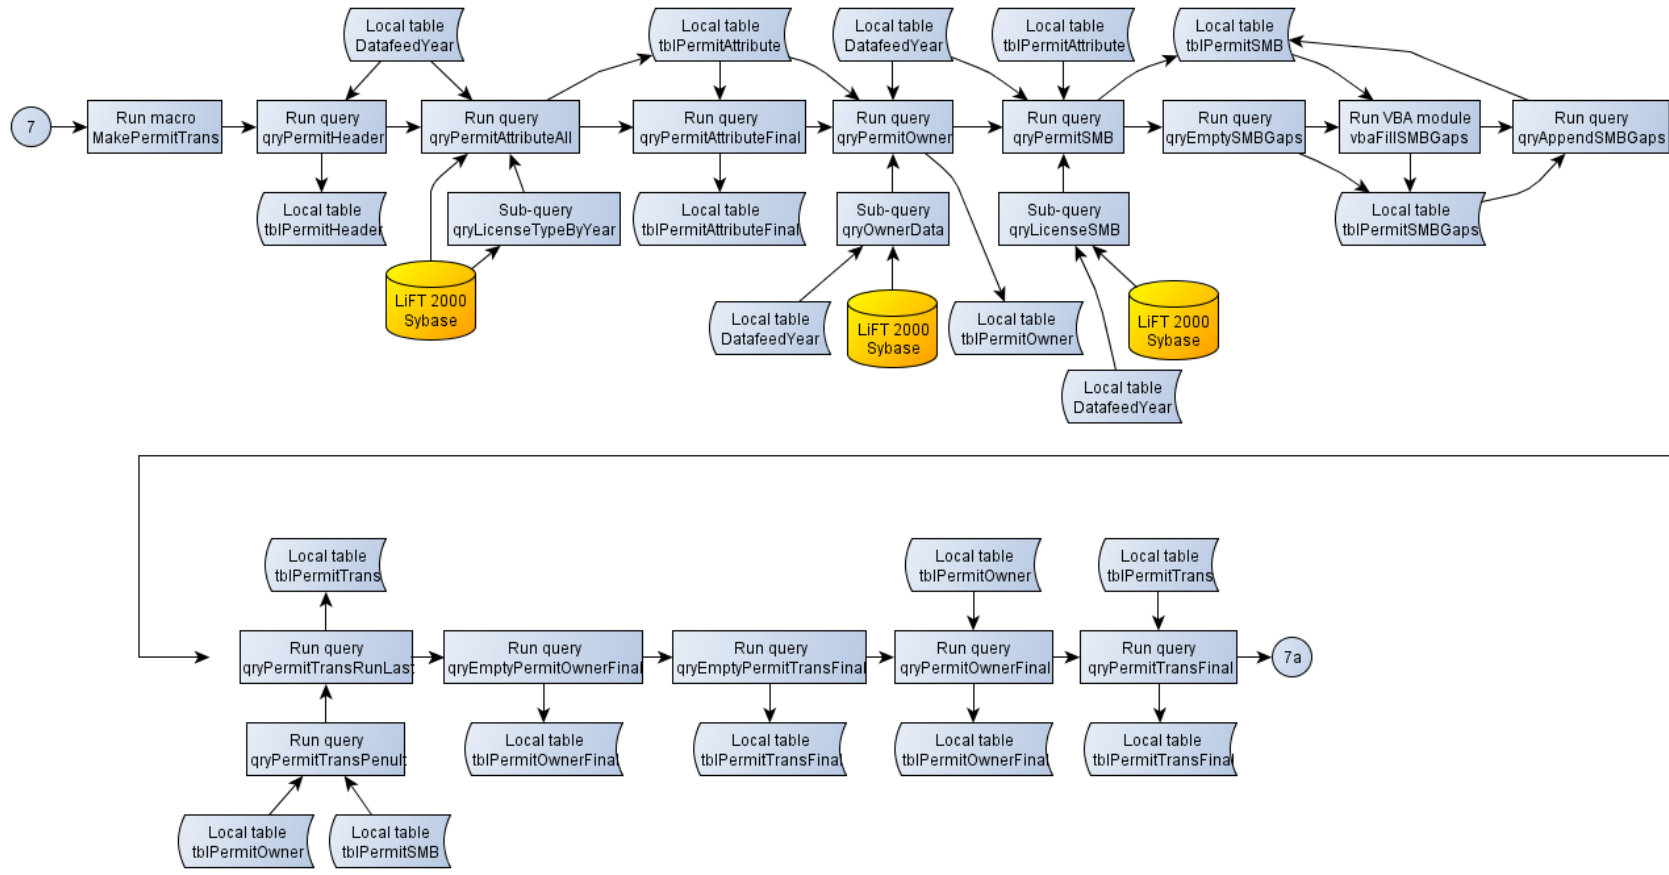 Local table
DatafeedYear
Local table
tblPermitAttribute
Local table
DatafeedYear
Local table
tblPermitAttribute
Local table
tblPermitSMB
7
Run macro
MakePermitTrans
Run query
qryPermitHeader
Run query
qryPermitAttributeAll
Run query
qryPermitAttributeFinal
Run query
qryPermitOwner
Run query
qryPermitSMB
Run query
qryEmptySMBGaps
Run VBA module
vbaFillSMBGaps
Run query
qryAppendSMBGaps
Local table
tblPermitHeader
Sub-query
qryLicenseTypeByYear
Local table
tblPermitAttributeFinal
Sub-query
qryOwnerData
Sub-query
qryLicenseSMB
Local table
tblPermitSMBGaps
LiFT 2000
Sybase
Local table
DatafeedYear
LiFT 2000
Sybase
Local table
tblPermitOwner
LiFT 2000
Sybase
Local table
DatafeedYear
Local table
tblPermitTrans
Local table
tblPermitOwner
Local table
tblPermitTrans
Run query
qryPermitTransRunLast
Run query
qryEmptyPermitOwnerFinal
Run query
qryEmptyPermitTransFinal
Run query
qryPermitOwnerFinal
Run query
qryPermitTransFinal
7a
Run query
qryPermitTransPenult
Local table
tblPermitOwnerFinal
Local table
tblPermitTransFinal
Local table
tblPermitOwnerFinal
Local table
tblPermitTransFinal
Local table
tblPermitOwner
Local table
tblPermitSMB